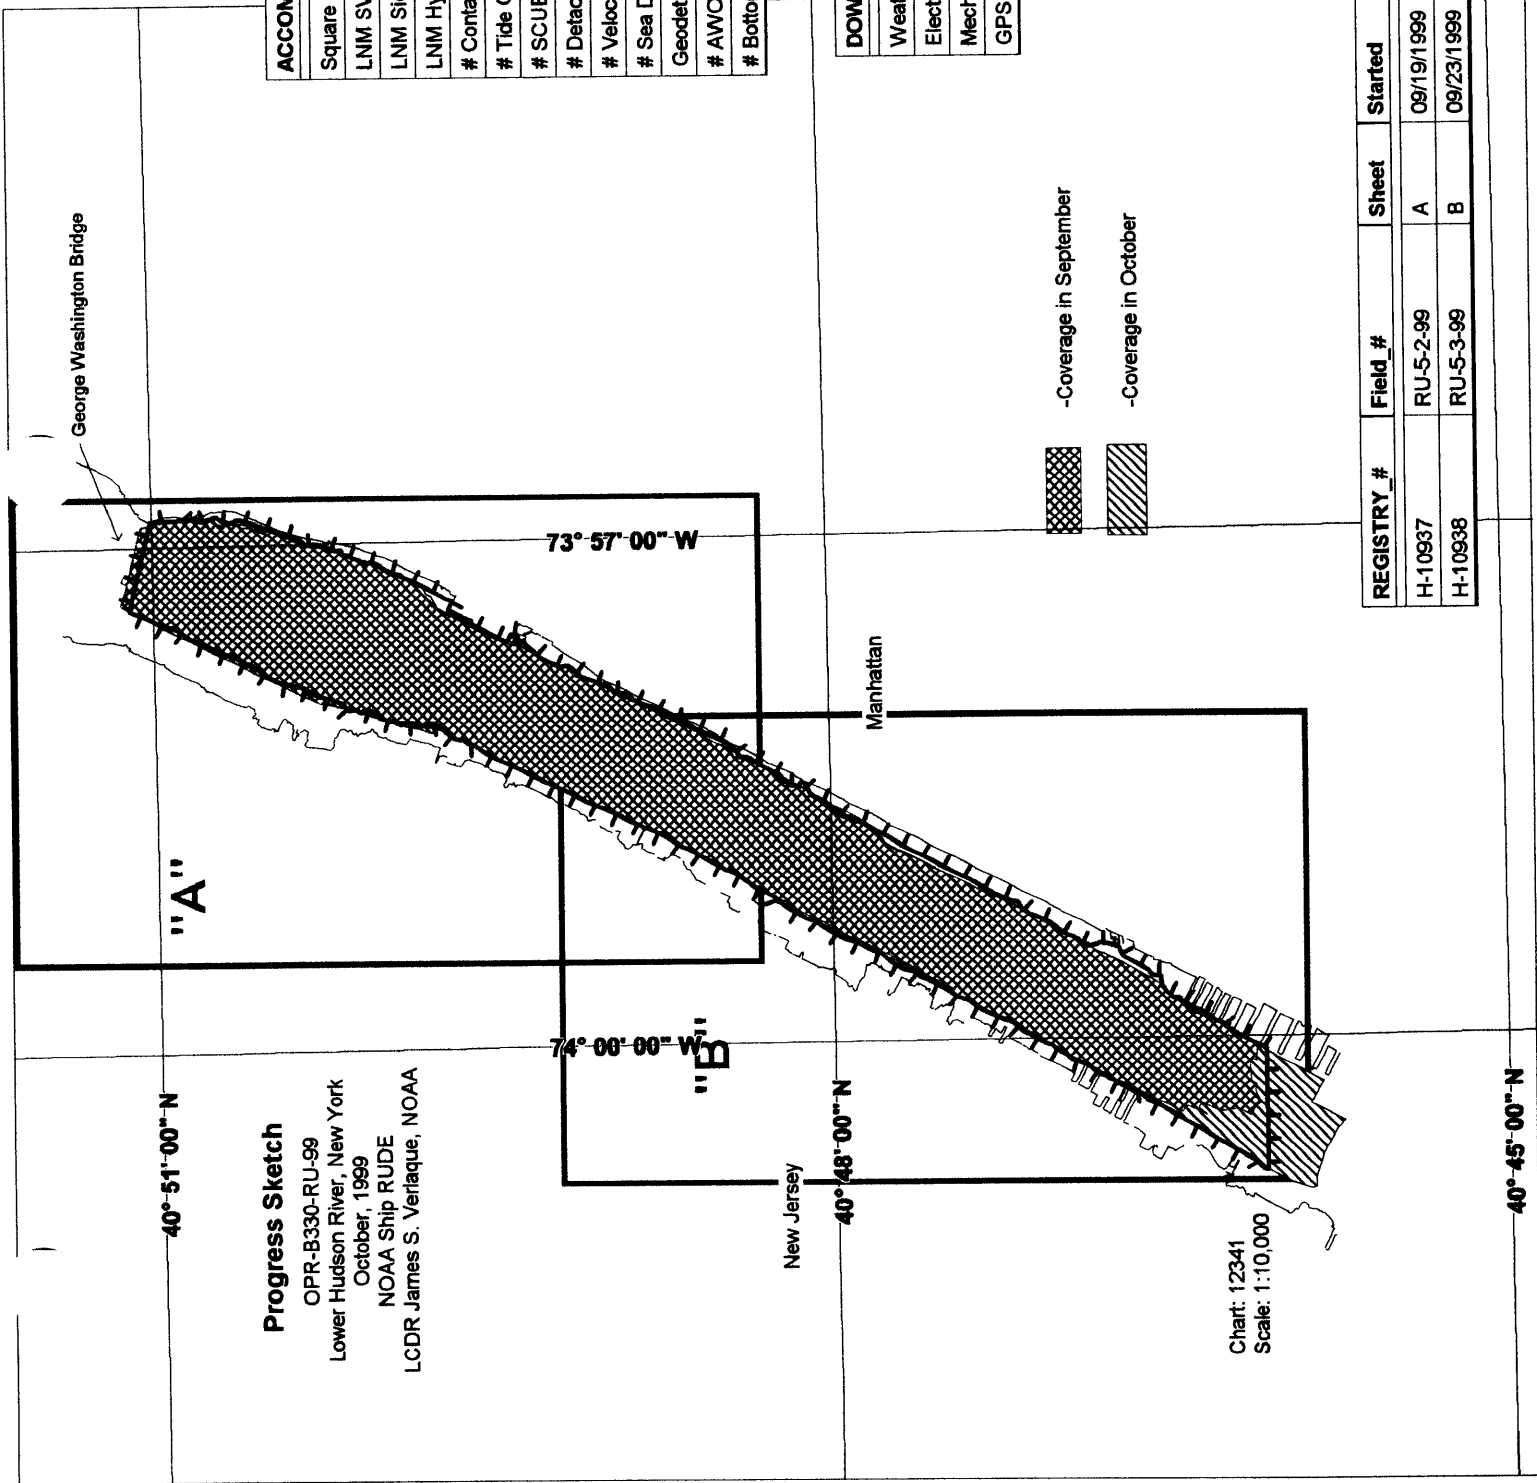 Progress Sketch
OPR-B330-RU-99
Lower Hudson River, New York
October, 1999
NOAA Ship RUDE
LCDR James S. Verlaque, NOAA
George Washington Bridge
"A"
"B"
73° 57' 00" W
74° 00' 00" W
40° 51' 00" N
40° 48' 00" N
40° 45' 00" N
New Jersey
Manhattan
Chart: 12341
Scale: 1:10,000
-Coverage in September
-Coverage in October
ACCOM
Square
LNM SV
LNM Si
LNM Hy
# Conta
# Tide
# SCUB
# Detac
# Veloc
# Sea D
Geodet
# AWO
# Botto
DOW
Weat
Elect
Mech
GPS
REGISTRY_# Field_# Sheet Started
H-10937 RU-5-2-99 A 09/19/1999
H-10938 RU-5-3-99 B 09/23/1999